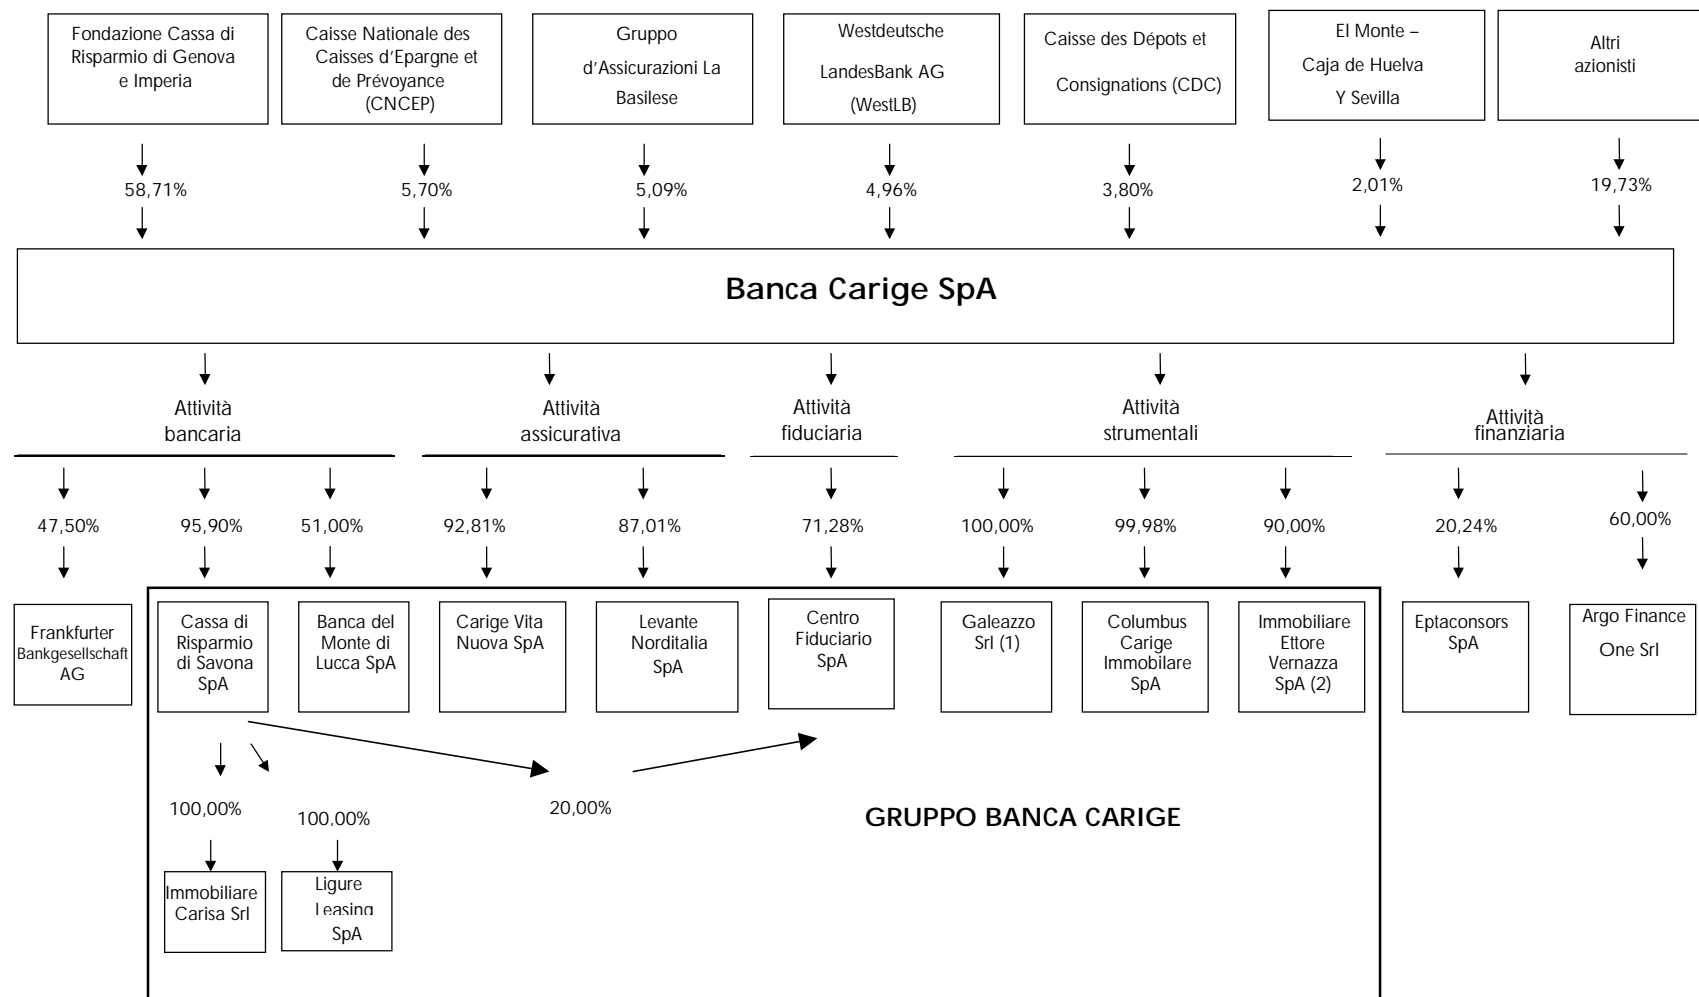 Fondazione Cassa di
Risparmio di Genova
e Imperia
Caisse Nationale des
Caisses d'Epargne et
de Prévoyance
(CNCEP)
Gruppo
d'Assicurazioni La
Basilese
Westdeutsche
LandesBank AG
(WestLB)
Caisse des Dépots et
Consignations (CDC)
El Monte –
Caja de Huelva
Y Sevilla
Altri
azionisti
58,71%
5,70%
5,09%
4,96%
3,80%
2,01%
19,73%
Banca Carige SpA
Attività
bancaria
Attività
assicurativa
Attività
fiduciaria
Attività
strumentali
Attività
finanziaria
47,50%
95,90%
51,00%
92,81%
87,01%
71,28%
100,00%
99,98%
90,00%
20,24%
60,00%
Frankfurter
Bankgesellschaft
AG
Cassa di
Risparmio
di Savona
SpA
Banca del
Monte di
Lucca SpA
Carige Vita
Nuova SpA
Levante
Norditalia
SpA
Centro
Fiduciario
SpA
Galeazzo
Srl (1)
Columbus
Carige
Immobilare
SpA
Immobiliare
Ettore
Vernazza
SpA (2)
Eptaconsors
SpA
Argo Finance
One Srl
100,00%
100,00%
20,00%
GRUPPO BANCA CARIGE
Immobiliare
Carisa Srl
Ligure
Leasing
SpA